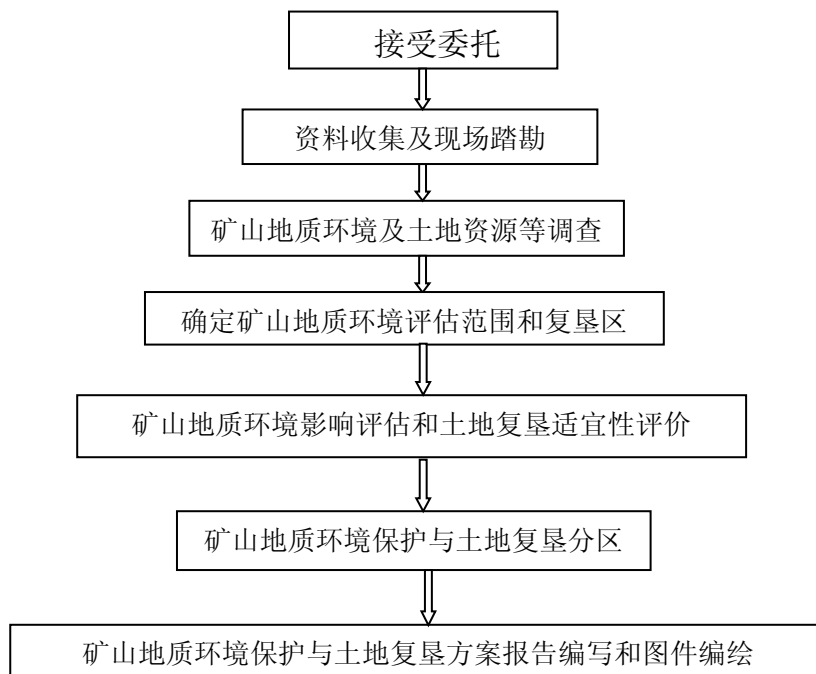 接受委托
资料收集及现场踏勘
矿山地质环境及土地资源等调查
确定矿山地质环境评估范围和复垦区
矿山地质环境影响评估和土地复垦适宜性评价
矿山地质环境保护与土地复垦分区
矿山地质环境保护与土地复垦方案报告编写和图件编绘